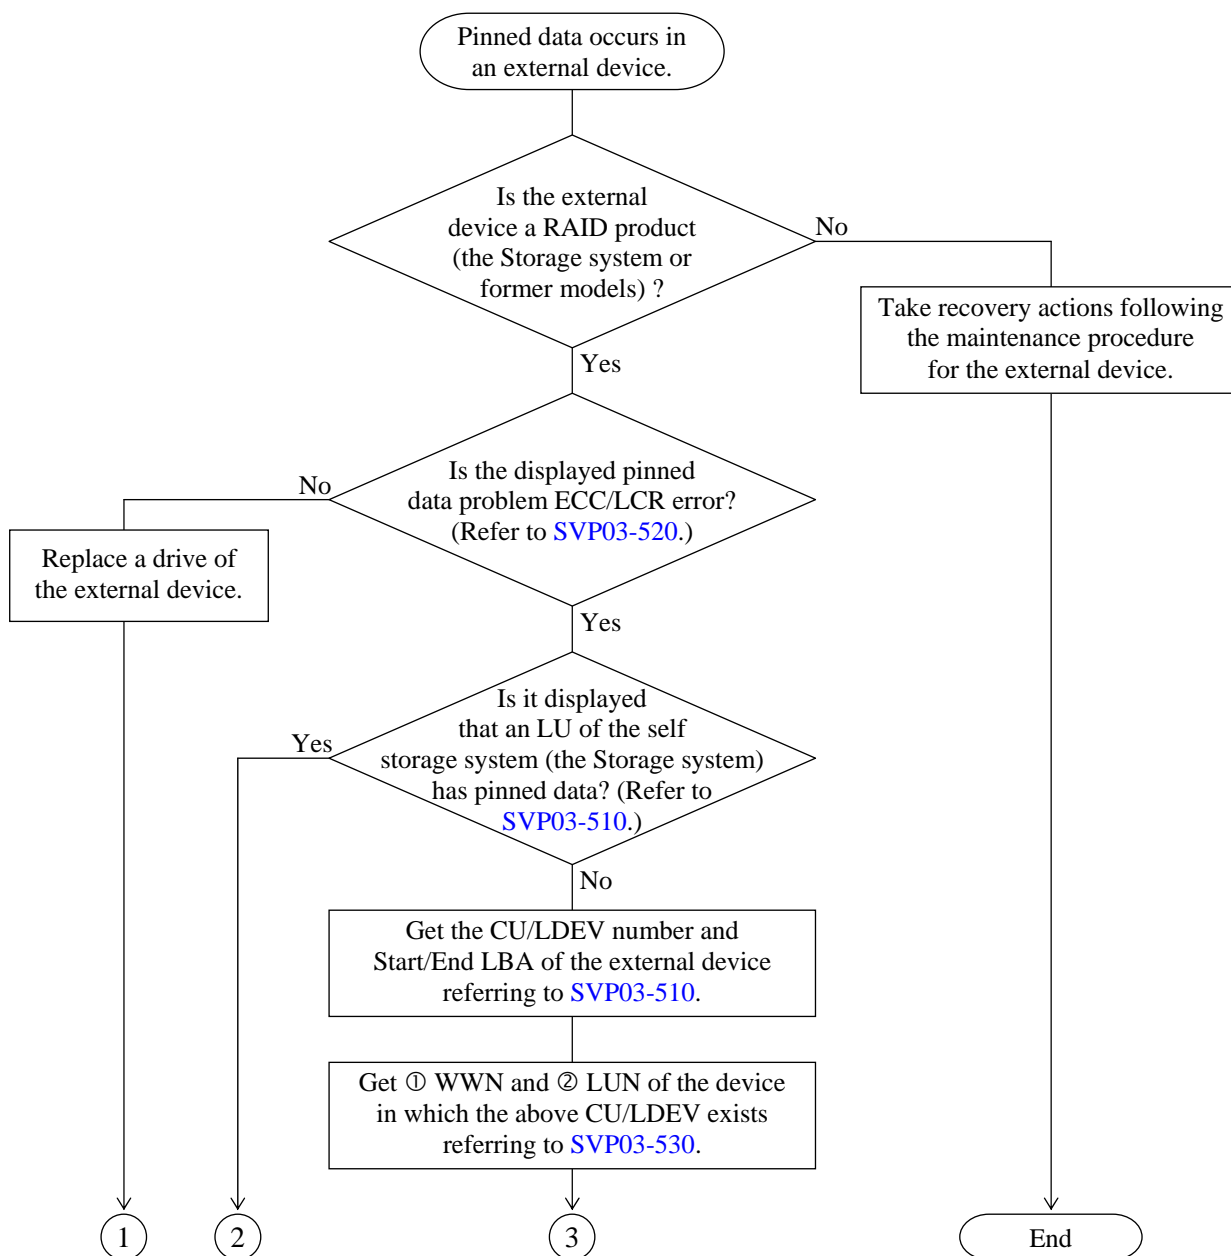 Pinned data occurs in
an external device.
Is the external
device a RAID product
(the Storage system or
former models) ?
No
Yes
Take recovery actions following
the maintenance procedure
for the external device.
Is the displayed pinned
data problem ECC/LCR error?
(Refer to SVP03-520.)
No
Yes
Replace a drive of
the external device.
Is it displayed
that an LU of the self
storage system (the Storage system)
has pinned data? (Refer to
SVP03-510.)
Yes
No
Get the CU/LDEV number and
Start/End LBA of the external device
referring to SVP03-510.
Get ① WWN and ② LUN of the device
in which the above CU/LDEV exists
referring to SVP03-530.
1
2
3
End